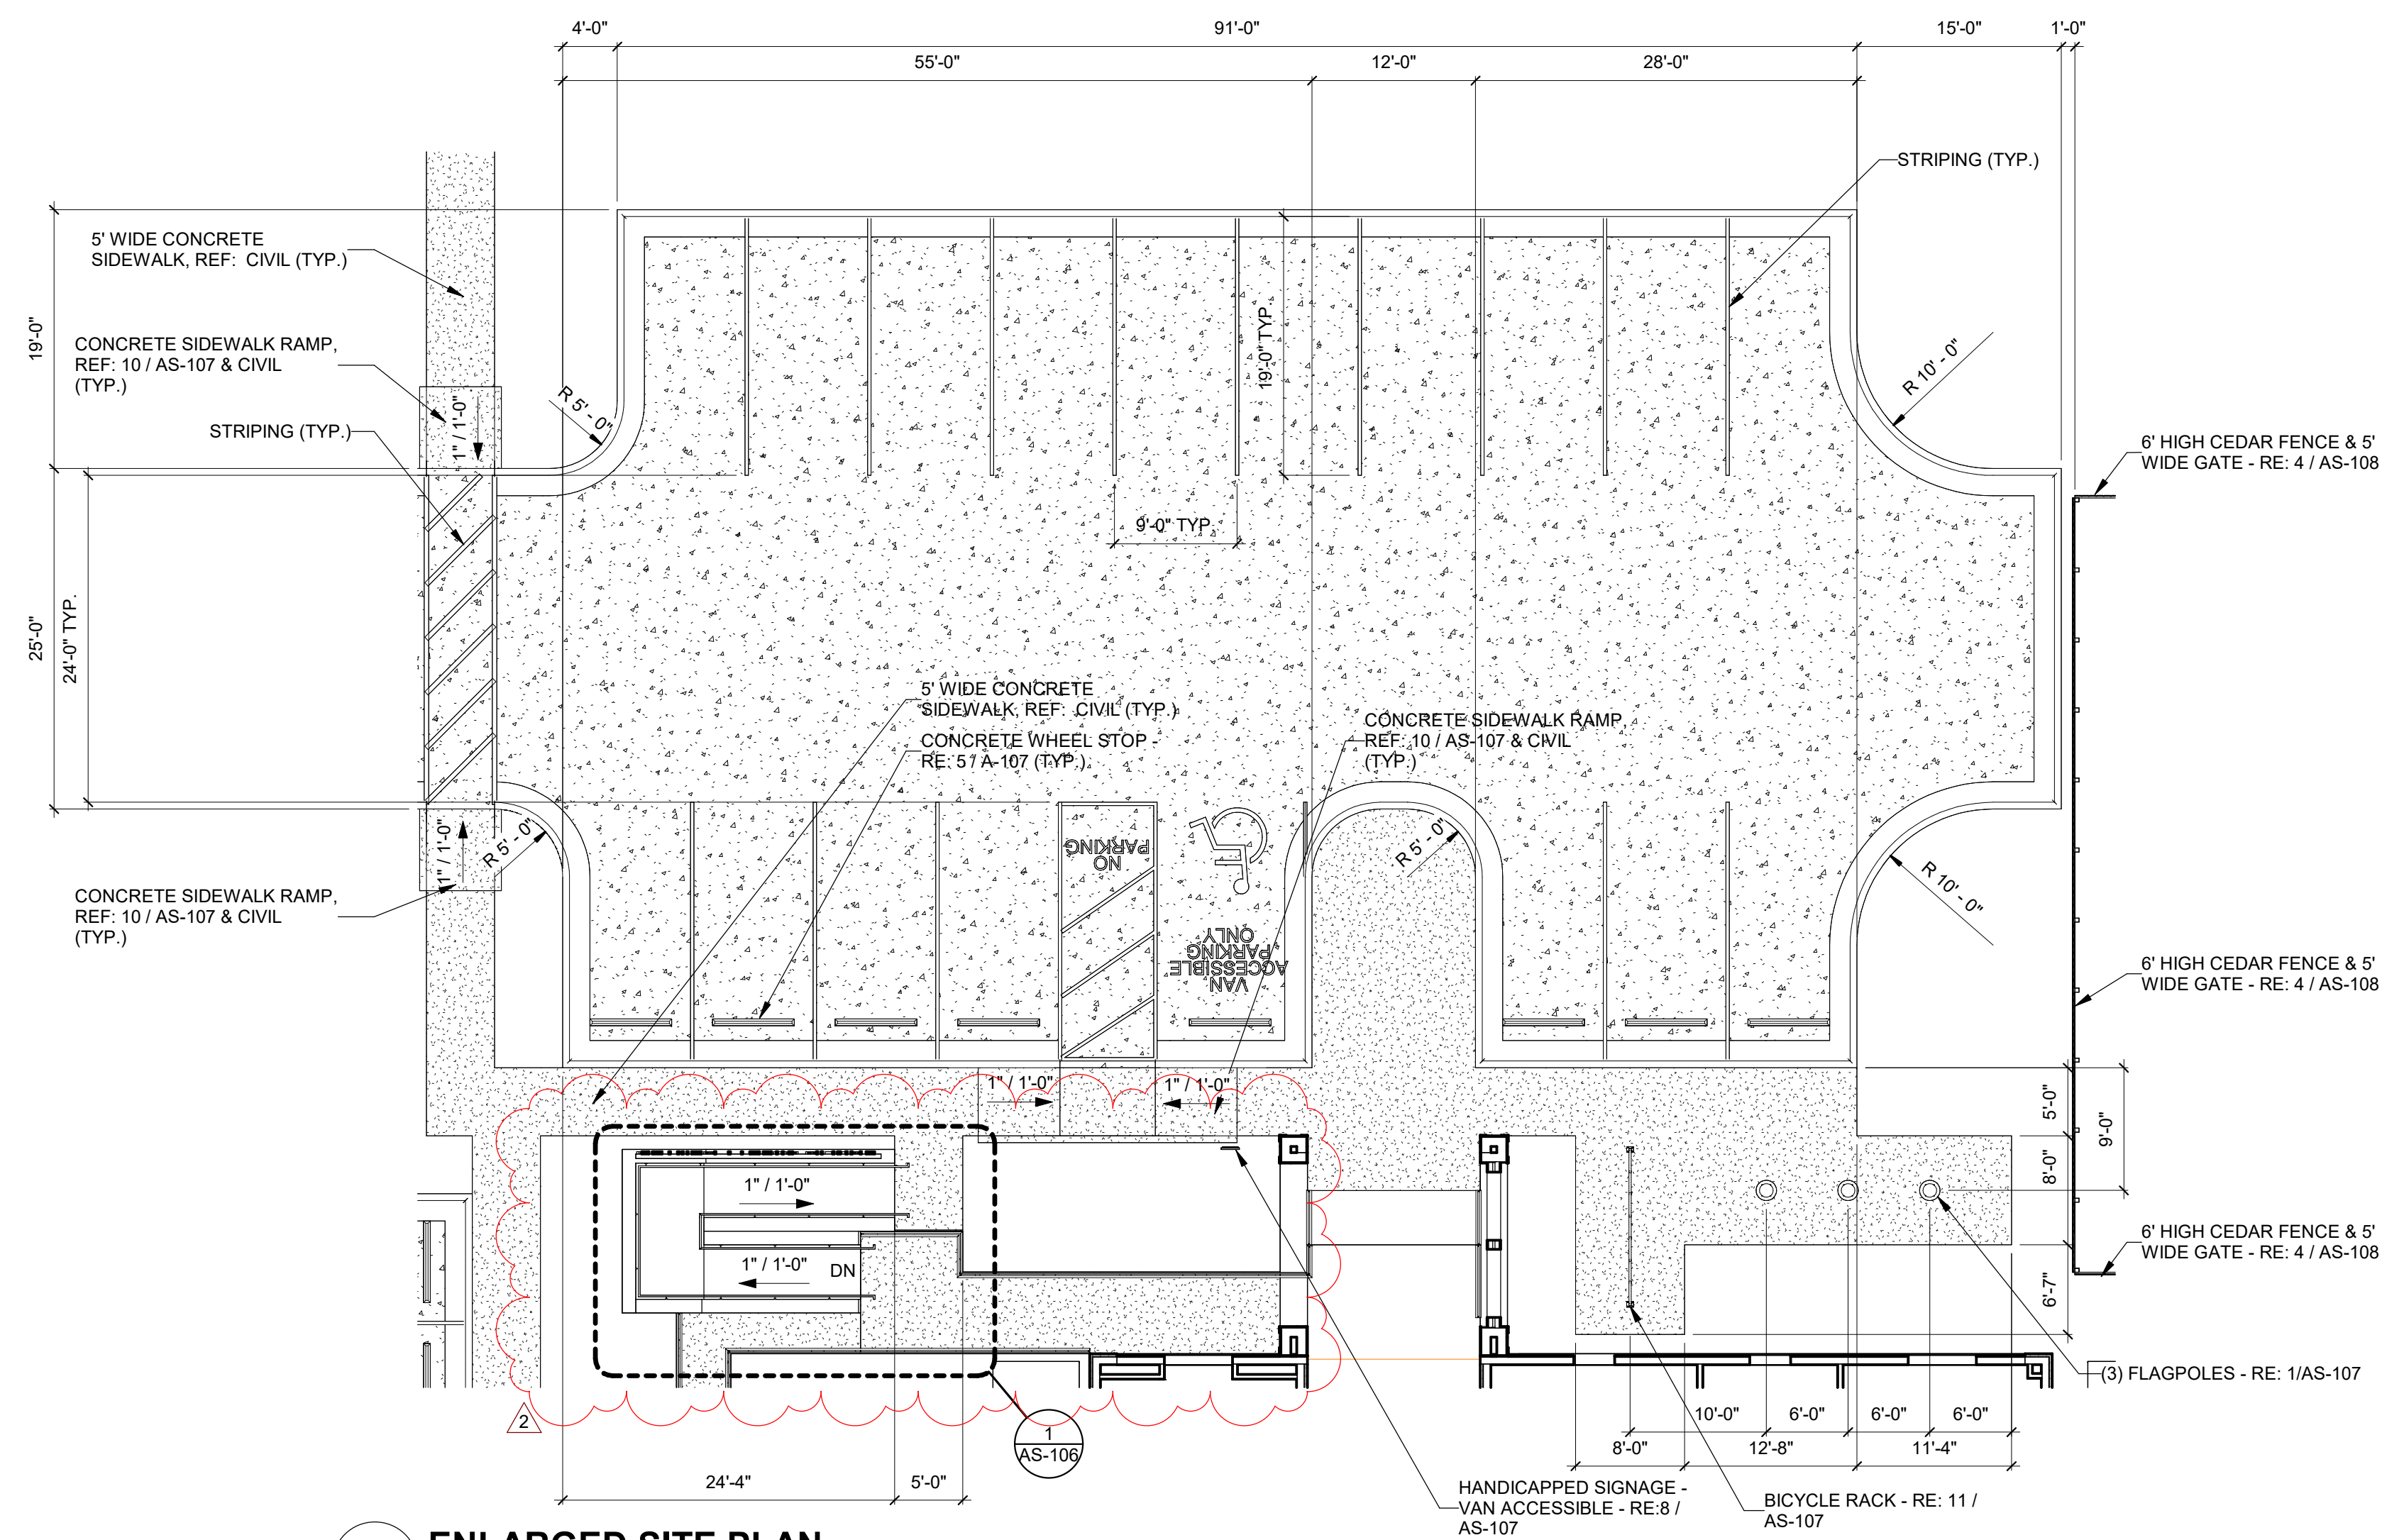 4'-0"
91'-0"
15'-0"
1'-0"
55'-0"
12'-0"
28'-0"
STRIPING (TYP.)
5' WIDE CONCRETE
SIDEWALK, REF: CIVIL (TYP.)
19'-0"
19'-0" TYP.
CONCRETE SIDEWALK RAMP,
REF: 10 / AS-107 & CIVIL
(TYP.)
R 5' - 0"
R 10' - 0"
1" / 1'-0"
STRIPING (TYP.)
6' HIGH CEDAR FENCE & 5'
WIDE GATE - RE: 4 / AS-108
9'-0" TYP.
25'-0"
24'-0" TYP.
5' WIDE CONCRETE
SIDEWALK, REF: CIVIL (TYP.)
CONCRETE WHEEL STOP -
RE: 5 / A-107 (TYP.)
CONCRETE SIDEWALK RAMP,
REF: 10 / AS-107 & CIVIL
(TYP.)
1" / 1'-0"
R 5' - 0"
NO
PARKING
R 5' - 0"
R 10' - 0"
CONCRETE SIDEWALK RAMP,
REF: 10 / AS-107 & CIVIL
(TYP.)
VAN
ACCESSIBLE
PARKING
ONLY
6' HIGH CEDAR FENCE & 5'
WIDE GATE - RE: 4 / AS-108
1" / 1'-0"
1" / 1'-0"
5'-0"
9'-0"
8'-0"
1" / 1'-0"
1" / 1'-0"
DN
6' HIGH CEDAR FENCE & 5'
WIDE GATE - RE: 4 / AS-108
6'-7"
(3) FLAGPOLES - RE: 1/AS-107
2
1
AS-106
10'-0"
6'-0"
6'-0"
6'-0"
8'-0"
12'-8"
11'-4"
24'-4"
5'-0"
HANDICAPPED SIGNAGE -
VAN ACCESSIBLE - RE:8 /
AS-107
BICYCLE RACK - RE: 11 /
AS-107
ENLARGED SITE PLAN